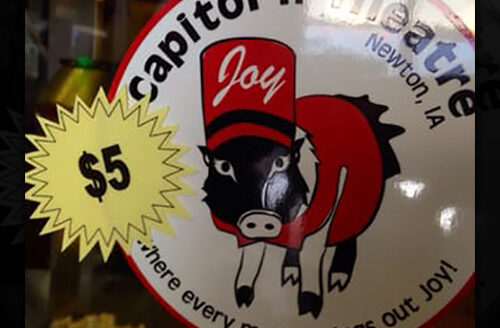 Capitol
Theatre
Newton, IA
Joy
$5
Where every
out Joy!